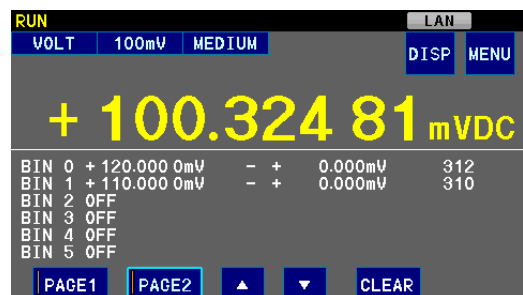 RUN LAN
VOLT 100mV MEDIUM DISP MENU
+ 100.324 81 mVDC
BIN 0 + 120.000 0mV - + 0.000mV 312
BIN 1 + 110.000 0mV - + 0.000mV 310
BIN 2 OFF
BIN 3 OFF
BIN 4 OFF
BIN 5 OFF
PAGE1 PAGE2 ▲ ▼ CLEAR